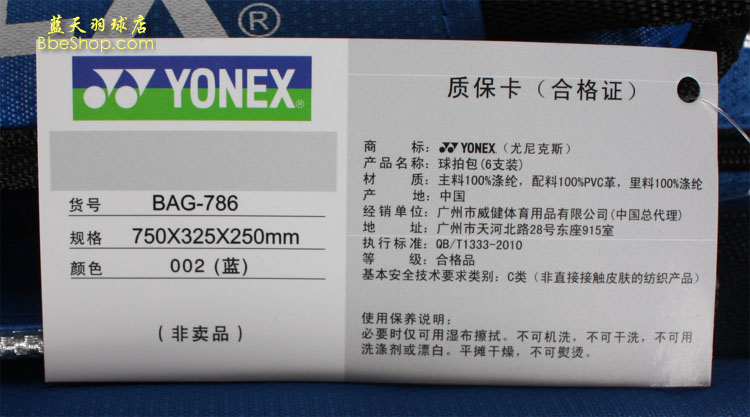 蓝天羽球店
BbeShop.com
LA ®
YONEX®
货号 BAG-786
规格 750X325X250mm
颜色 002 (蓝)
(非卖品)
质保卡(合格证)
商 标: YONEX (尤尼克斯)
产品名称: 球拍包(6支装)
材 质: 主料100%涤纶, 配料100%PVC革, 里料100%涤纶
产 地: 中国
经销单位: 广州市威健体育用品有限公司(中国总代理)
地 址: 广州市天河北路28号东座915室
执行标准: QB/T1333-2010
等 级: 合格品
基本安全技术要求类别: C类 (非直接接触皮肤的纺织产品)
使用保养说明:
必要时仅可用湿布擦拭。不可机洗, 不可干洗, 不可用
洗涤剂或漂白。平摊干燥, 不可熨烫。